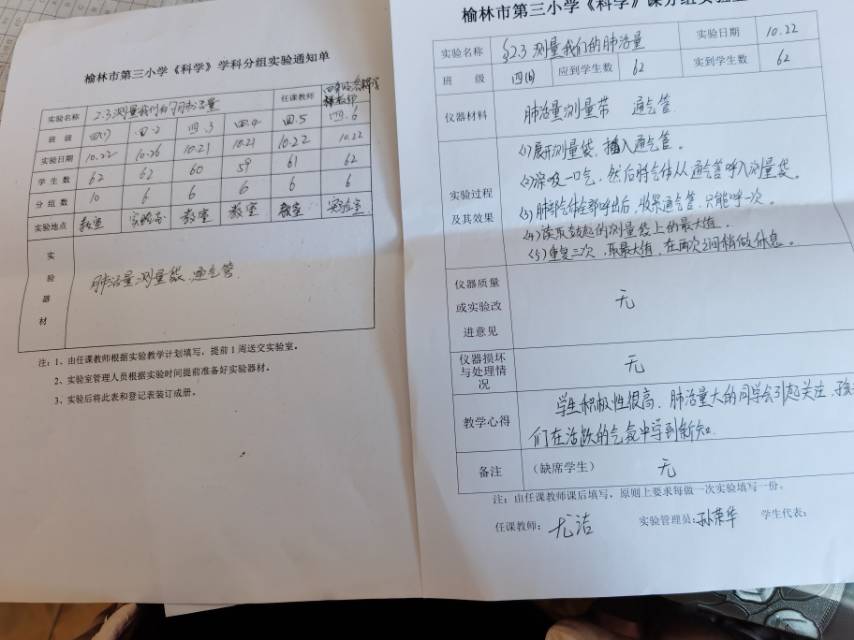 榆林市第三小学《科学》学科分组实验通知单
实验名称 2.3测量我们的肺活量 任课教师
班级 四.1 四.2 四.3 四.4 四.5 四.6
实验日期 10.22 10.26 10.21 10.21 10.22 10.22
学生数 62 62 60 59 61 62
分组数 10 6 6 6 6 6
实验地点 教室 实验室 教室 教室 教室 实验室
实验器材 肺活量测量袋、通气管
注:1、由任课教师根据实验教学计划填写,提前1周送交实验室。
2、实验室管理人员根据实验时间提前准备好实验器材。
3、实验后将此表和登记表装订成册。
榆林市第三小学《科学》课分组实验
实验名称 §2.3 测量我们的肺活量 实验日期 10.22
班级 四(6) 应到学生数 62 实到学生数 62
仪器材料 肺活量测量带 通气管
实验过程及其效果
(1)展开测量袋,插入通气管。
(2)深吸一口气,然后将气体从通气管呼入测量袋。
(3)肺部气体全部呼出后,收紧通气管,只能呼一次。
(4)读取鼓起的测量袋上的最大值。
(5)重复三次,取最大值,在两次之间稍做休息。
仪器质量或实验改进意见 无
仪器损坏与处理情况 无
教学心得 学生积极性很高,肺活量大的同学会引起关注,孩
们在活跃的气氛中学到新知
备注 (缺席学生) 无
注:由任课教师课后填写,原则上要求每做一次实验填写一份。
任课教师:尤洁 实验管理员:孙荣华 学生代表: